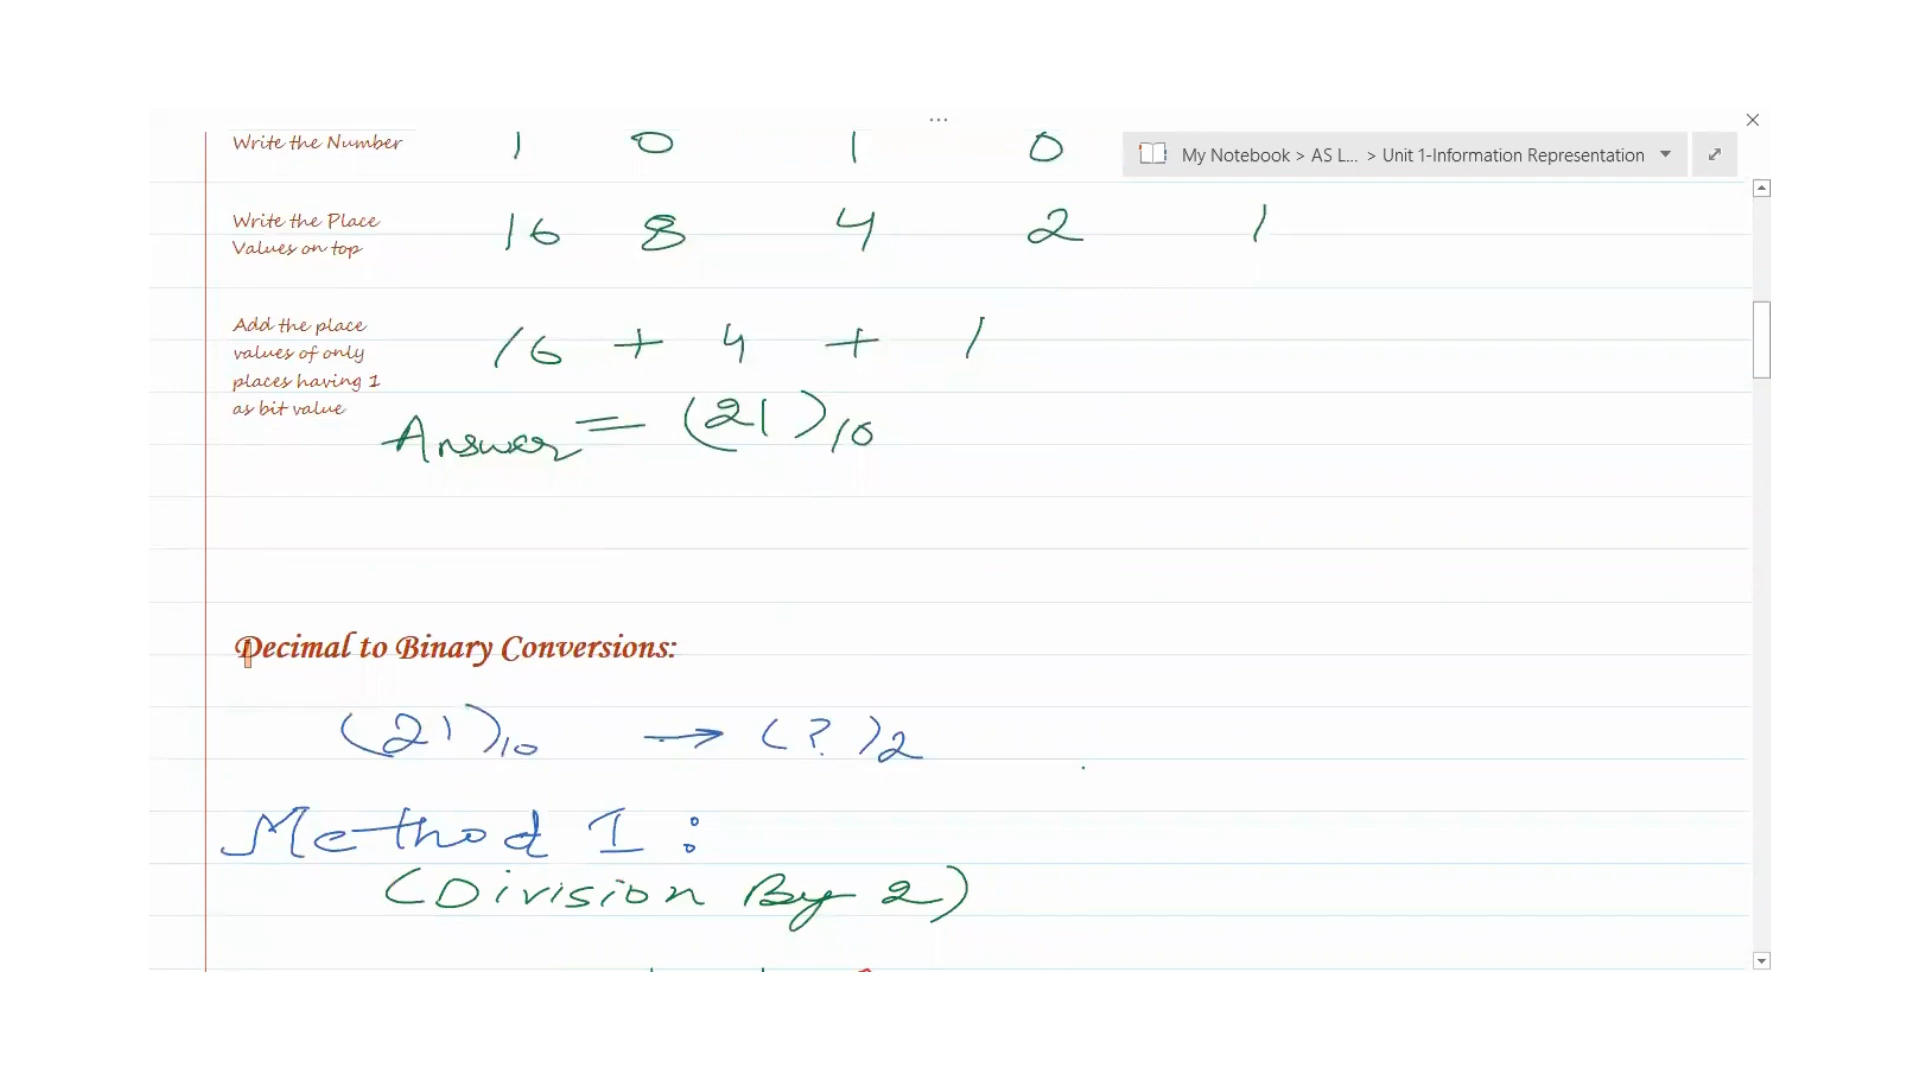 Write the Number 1 0 1 0
My Notebook > AS L... > Unit 1-Information Representation
Write the Place
Values on top
16 8 4 2 1
Add the place
values of only
places having 1
as bit value
16 + 4 + 1
Answer = (21)10
Decimal to Binary Conversions:
(21)10 → (?)2
Method I :
(Division By 2)